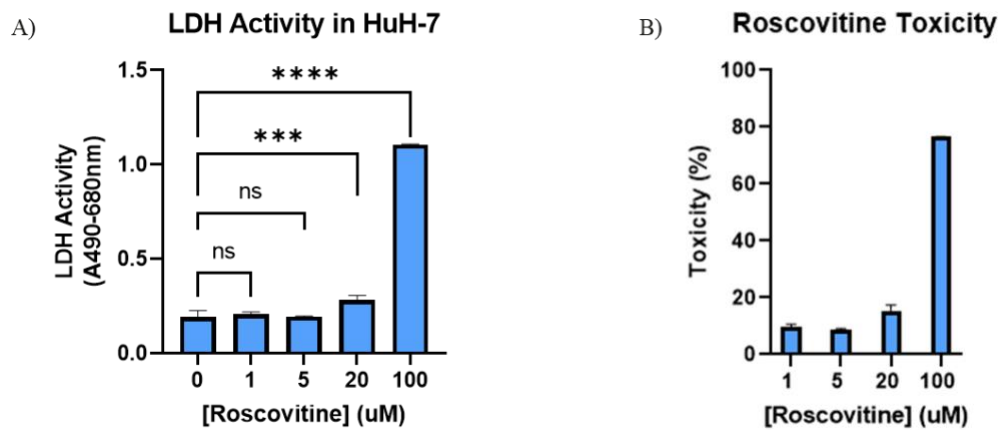 A)
LDH Activity in HuH-7
LDH Activity
(A490-680nm)
1.5
1.0
0.5
0.0
****
***
ns
ns
0 1 5 20 100
[Roscovitine] (uM)
B)
Roscovitine Toxicity
Toxicity (%)
100
80
60
40
20
0
1 5 20 100
[Roscovitine] (uM)